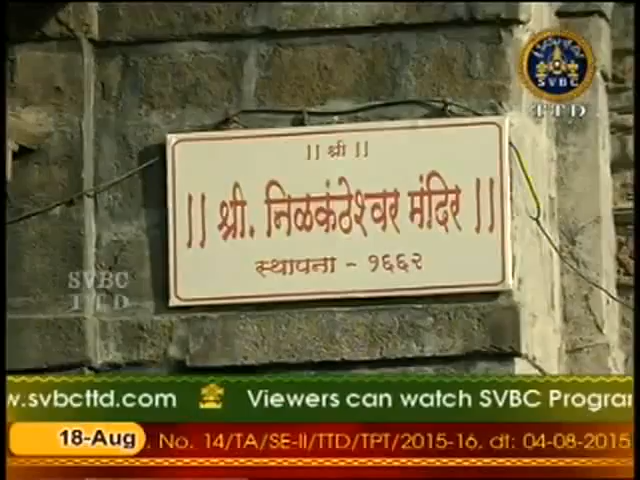 SVBC
TTD
|| श्री ||
|| श्री. निळकंठेश्वर मंदिर ||
स्थापना - १६६२
SVBC
TTD
w.svbcttd.com Viewers can watch SVBC Progra
18-Aug . No. 14/TA/SE-II/TTD/TPT/2015-16, dt: 04-08-2015